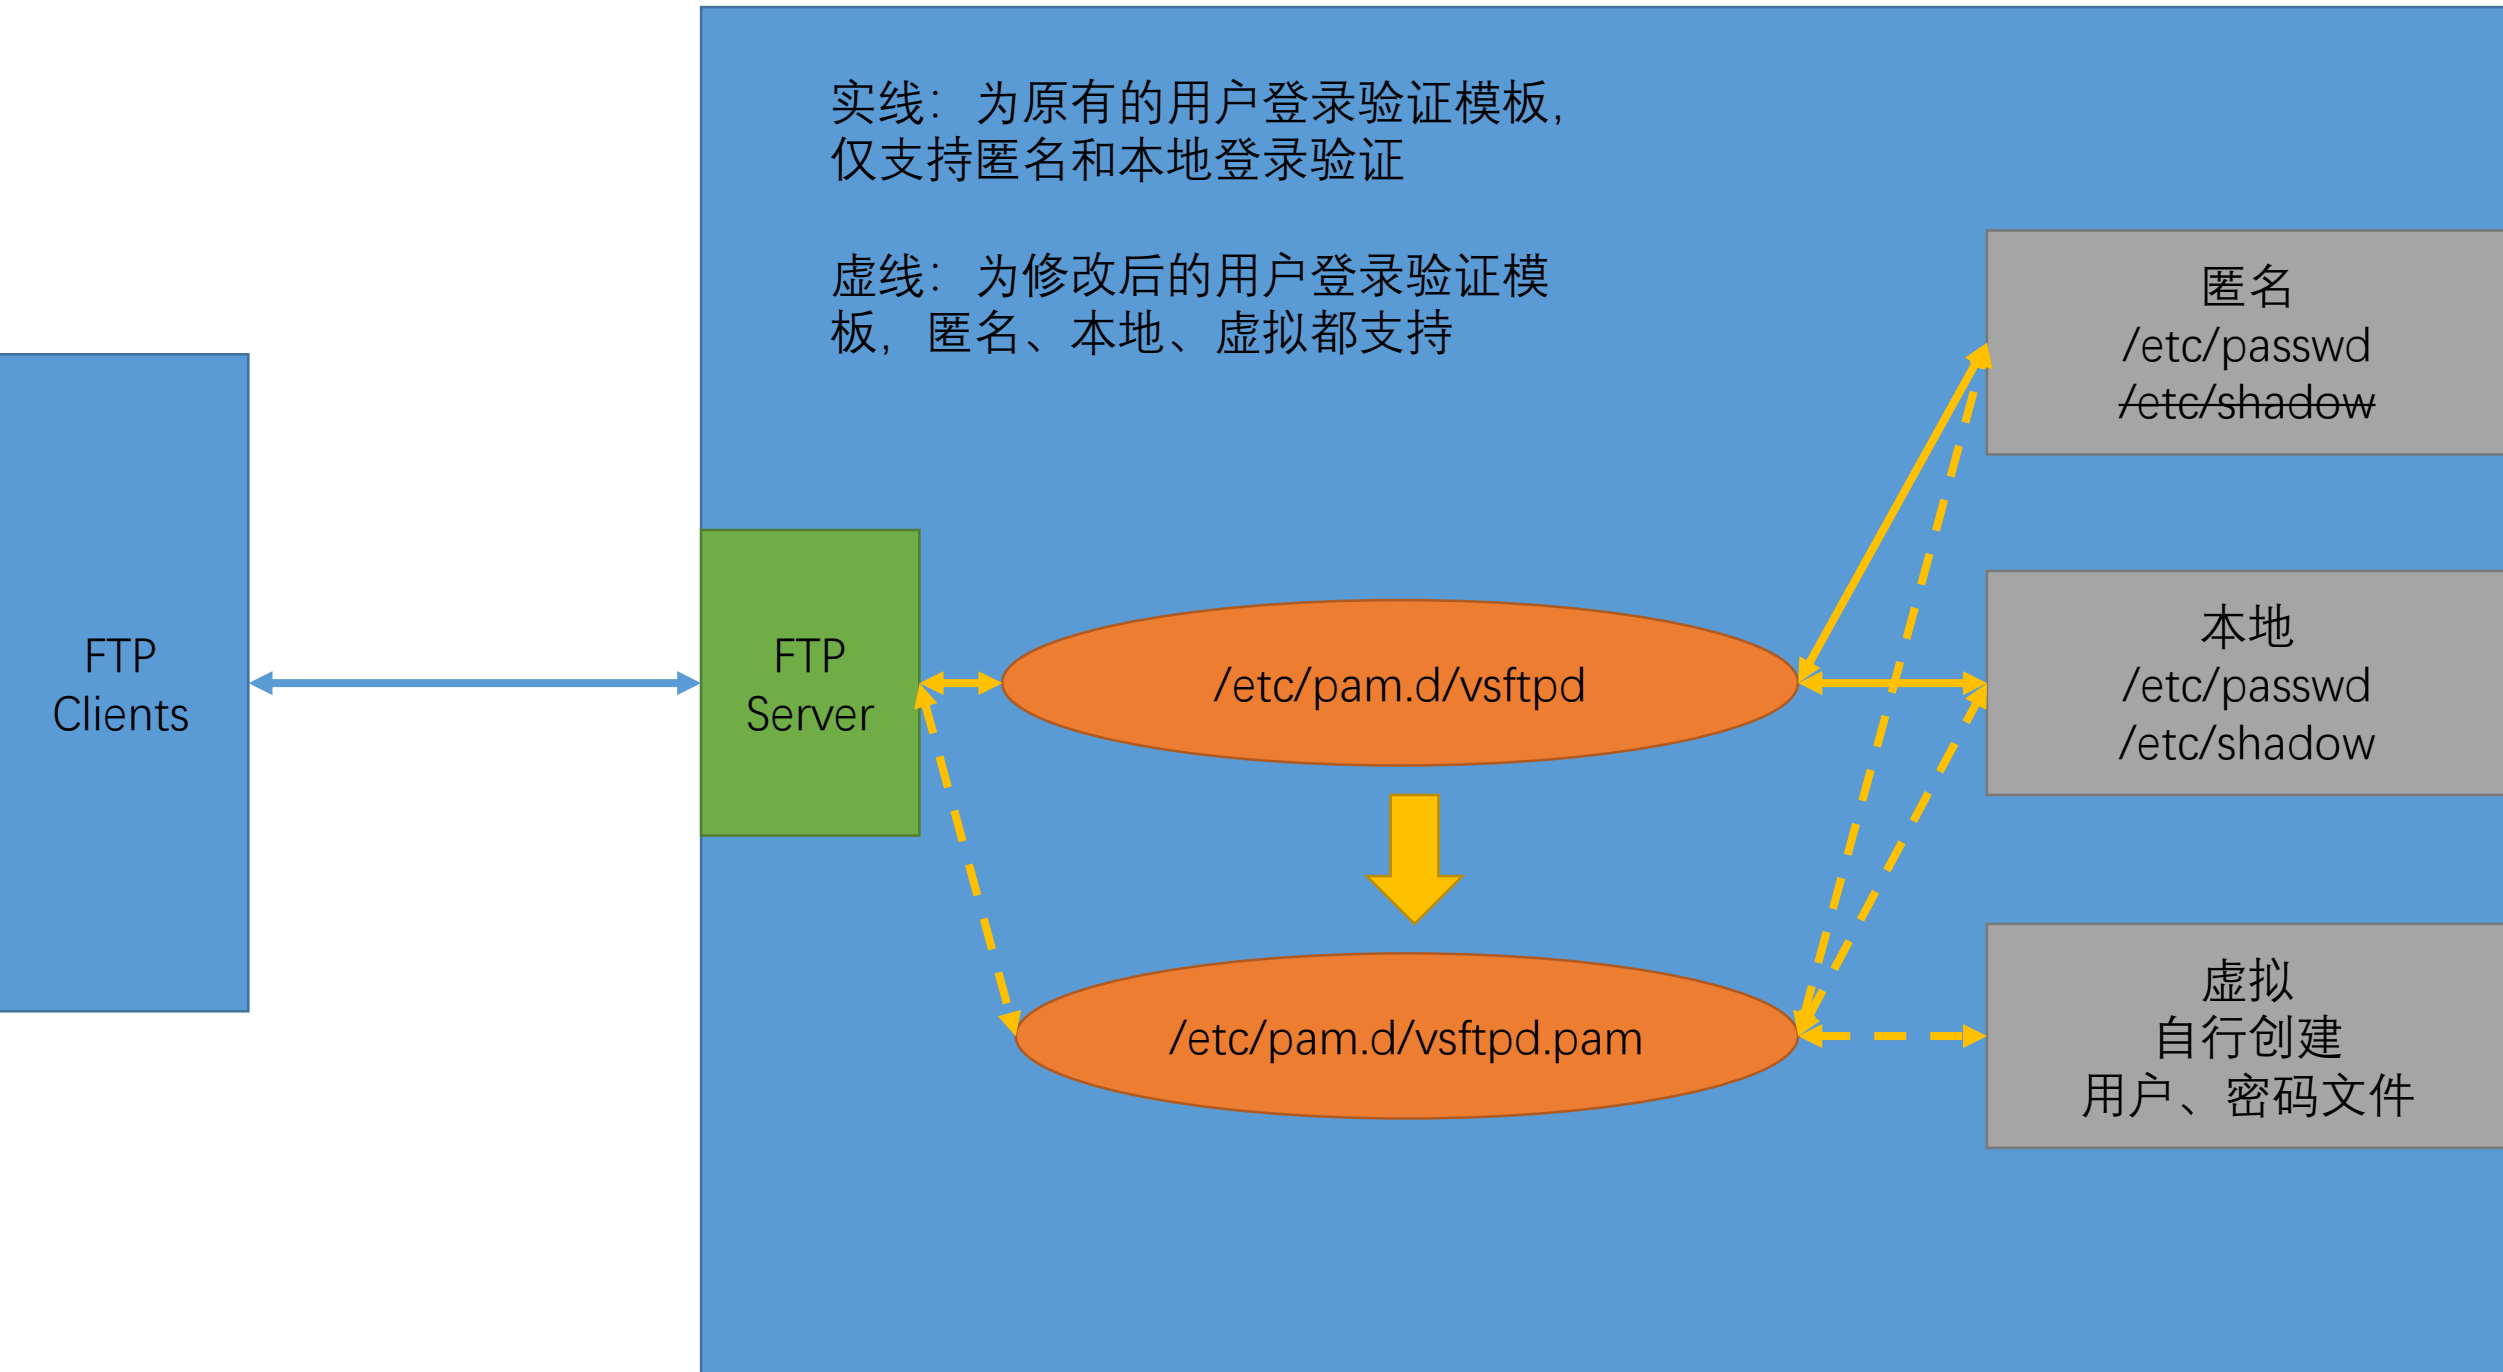 实线： 为原有的用户登录验证模板，
仅支持匿名和本地登录验证
虚线： 为修改后的用户登录验证模
板，匿名、本地、虚拟都支持
匿名
/etc/passwd
/etc/shadow
FTP
Clients
FTP
Server
/etc/pam.d/vsftpd
本地
/etc/passwd
/etc/shadow
/etc/pam.d/vsftpd.pam
虚拟
自行创建
用户、密码文件